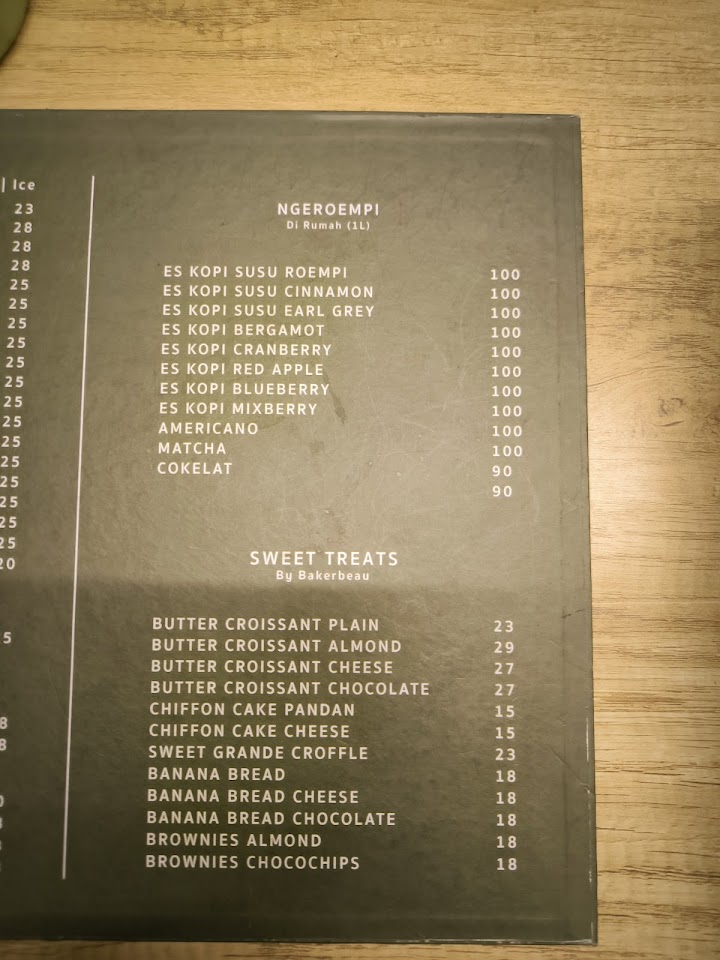 | Ice
23
28
28
28
25
25
25
25
25
25
25
25
25
25
25
25
25
25
20
5
8
8
NGEROEMPI
Di Rumah (1L)
ES KOPI SUSU ROEMPI 100
ES KOPI SUSU CINNAMON 100
ES KOPI SUSU EARL GREY 100
ES KOPI BERGAMOT 100
ES KOPI CRANBERRY 100
ES KOPI RED APPLE 100
ES KOPI BLUEBERRY 100
ES KOPI MIXBERRY 100
AMERICANO 100
MATCHA 100
COKELAT 90
90
SWEET TREATS
By Bakerbeau
BUTTER CROISSANT PLAIN 23
BUTTER CROISSANT ALMOND 29
BUTTER CROISSANT CHEESE 27
BUTTER CROISSANT CHOCOLATE 27
CHIFFON CAKE PANDAN 15
CHIFFON CAKE CHEESE 15
SWEET GRANDE CROFFLE 23
BANANA BREAD 18
BANANA BREAD CHEESE 18
BANANA BREAD CHOCOLATE 18
BROWNIES ALMOND 18
BROWNIES CHOCOCHIPS 18